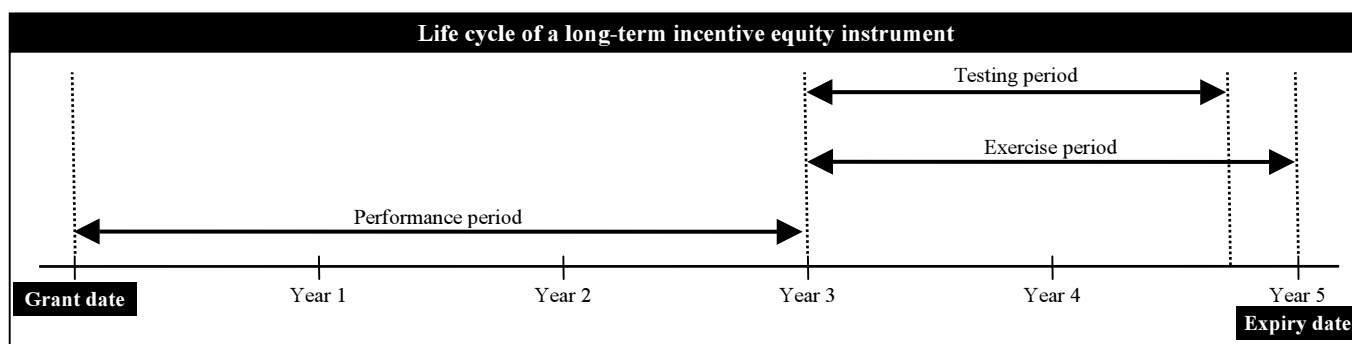 Life cycle of a long-term incentive equity instrument
Testing period
Exercise period
Performance period
Grant date
Year 1
Year 2
Year 3
Year 4
Year 5
Expiry date